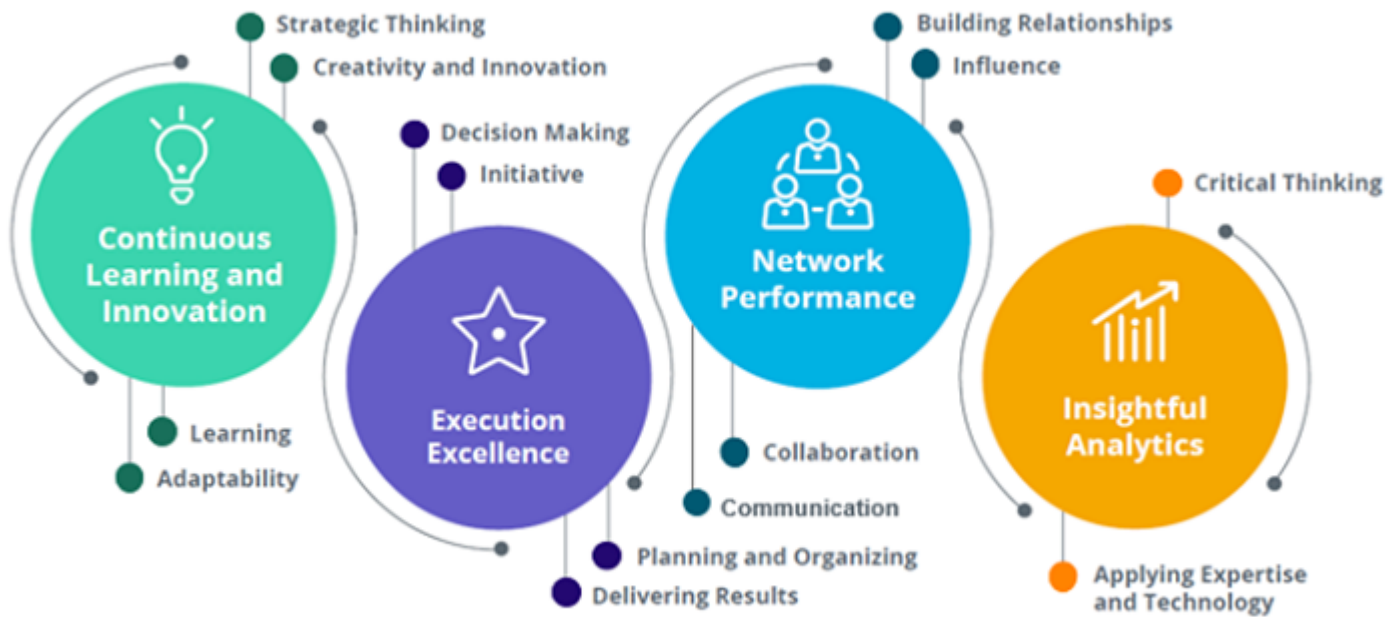 Strategic Thinking
Creativity and Innovation
Continuous
Learning and
Innovation
Learning
Adaptability
Decision Making
Initiative
Execution
Excellence
Planning and Organizing
Delivering Results
Building Relationships
Influence
Network
Performance
Collaboration
Communication
Critical Thinking
Insightful
Analytics
Applying Expertise
and Technology